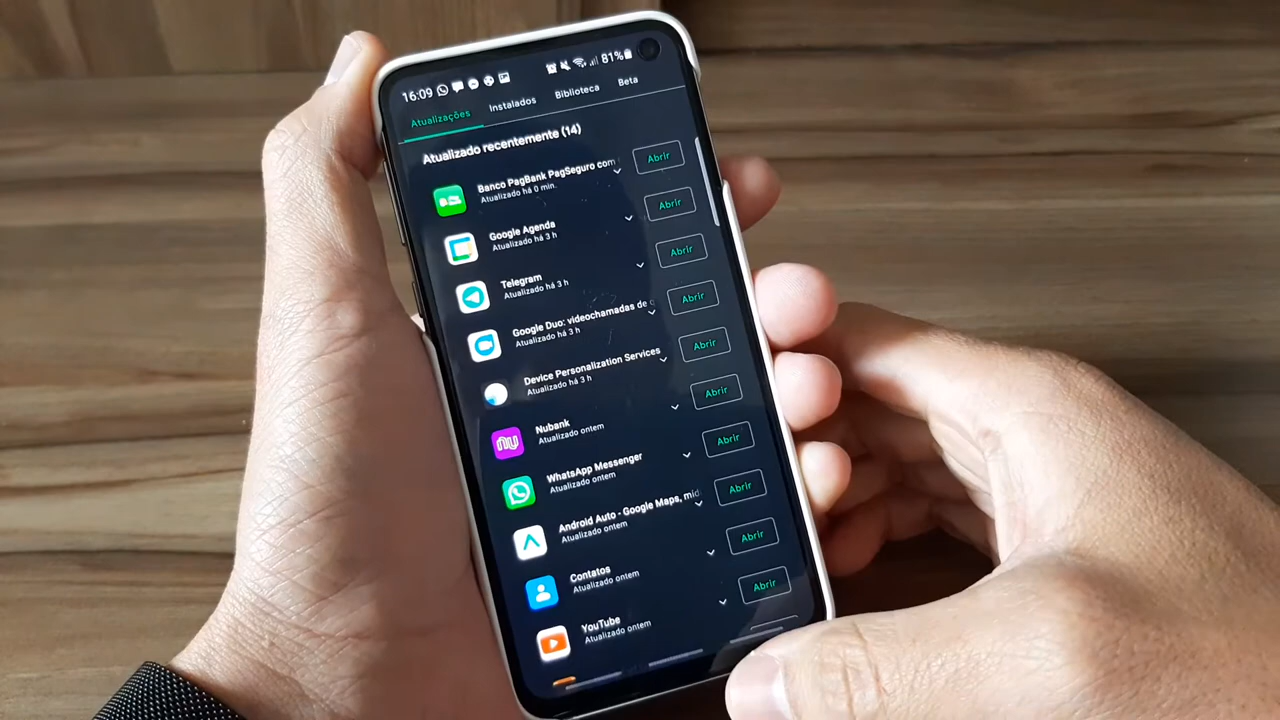 16:09
81%
Atualizações Instalados Biblioteca Beta
Atualizado recentemente (14)
Banco PagBank PagSeguro com
Atualizado há 0 min.
Abrir
Google Agenda
Atualizado há 3 h
Abrir
Telegram
Atualizado há 3 h
Abrir
Google Duo: videochamadas de
Atualizado há 3 h
Abrir
Device Personalization Services
Atualizado há 3 h
Abrir
Nubank
Atualizado ontem
Abrir
nu
WhatsApp Messenger
Atualizado ontem
Abrir
Android Auto - Google Maps, míd
Atualizado ontem
Abrir
Contatos
Atualizado ontem
Abrir
YouTube
Atualizado ontem
Abrir